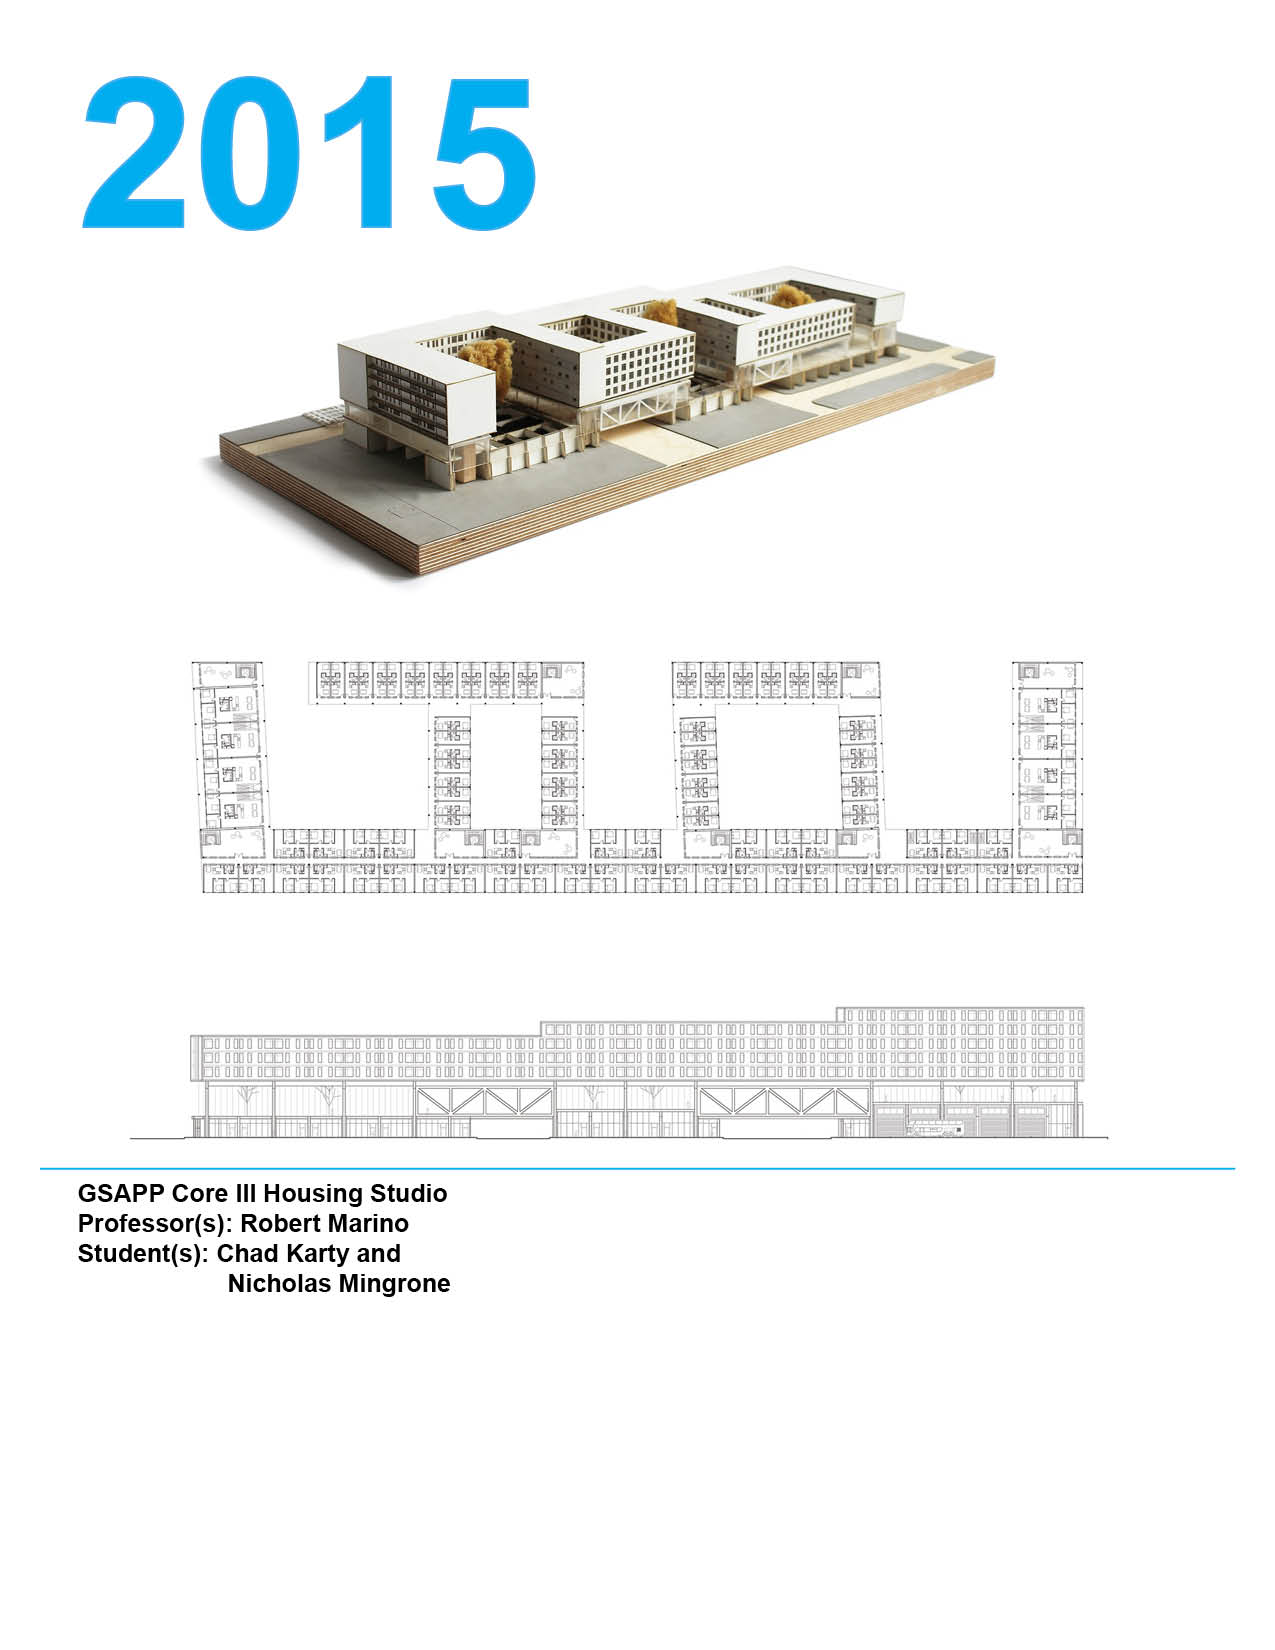 2015
GSAPP Core III Housing Studio
Professor(s): Robert Marino
Student(s): Chad Karty and
Nicholas Mingrone